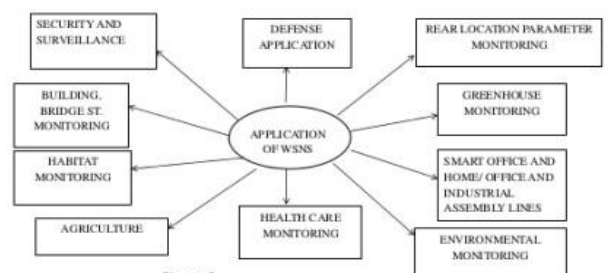 SECURITY AND
SURVEILLANCE
DEFENSE
APPLICATION
REAR LOCATION PARAMETER
MONITORING
BUILDING,
BRIDGE ST.
MONITORING
APPLICATION
OF WSNS
GREENHOUSE
MONITORING
HABITAT
MONITORING
SMART OFFICE AND
HOME/ OFFICE AND
INDUSTRIAL
ASSEMBLY LINES
AGRICULTURE
HEALTH CARE
MONITORING
ENVIRONMENTAL
MONITORING